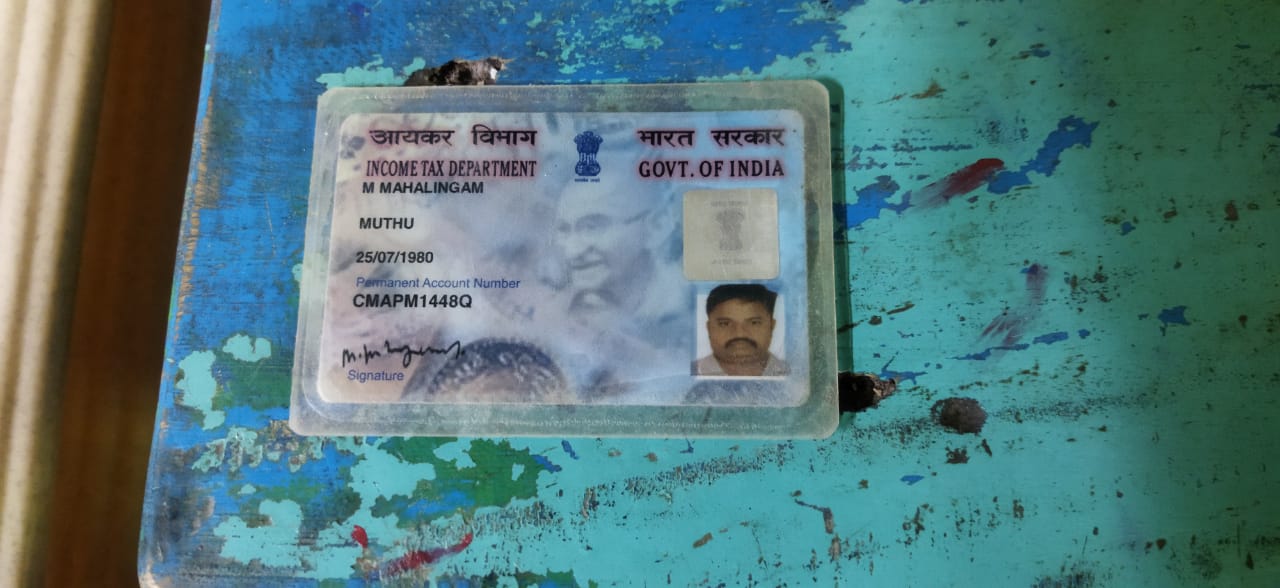 आयकर विभाग
INCOME TAX DEPARTMENT
भारत सरकार
GOVT. OF INDIA
M MAHALINGAM
MUTHU
25/07/1980
Permanent Account Number
CMAPM1448Q
Signature